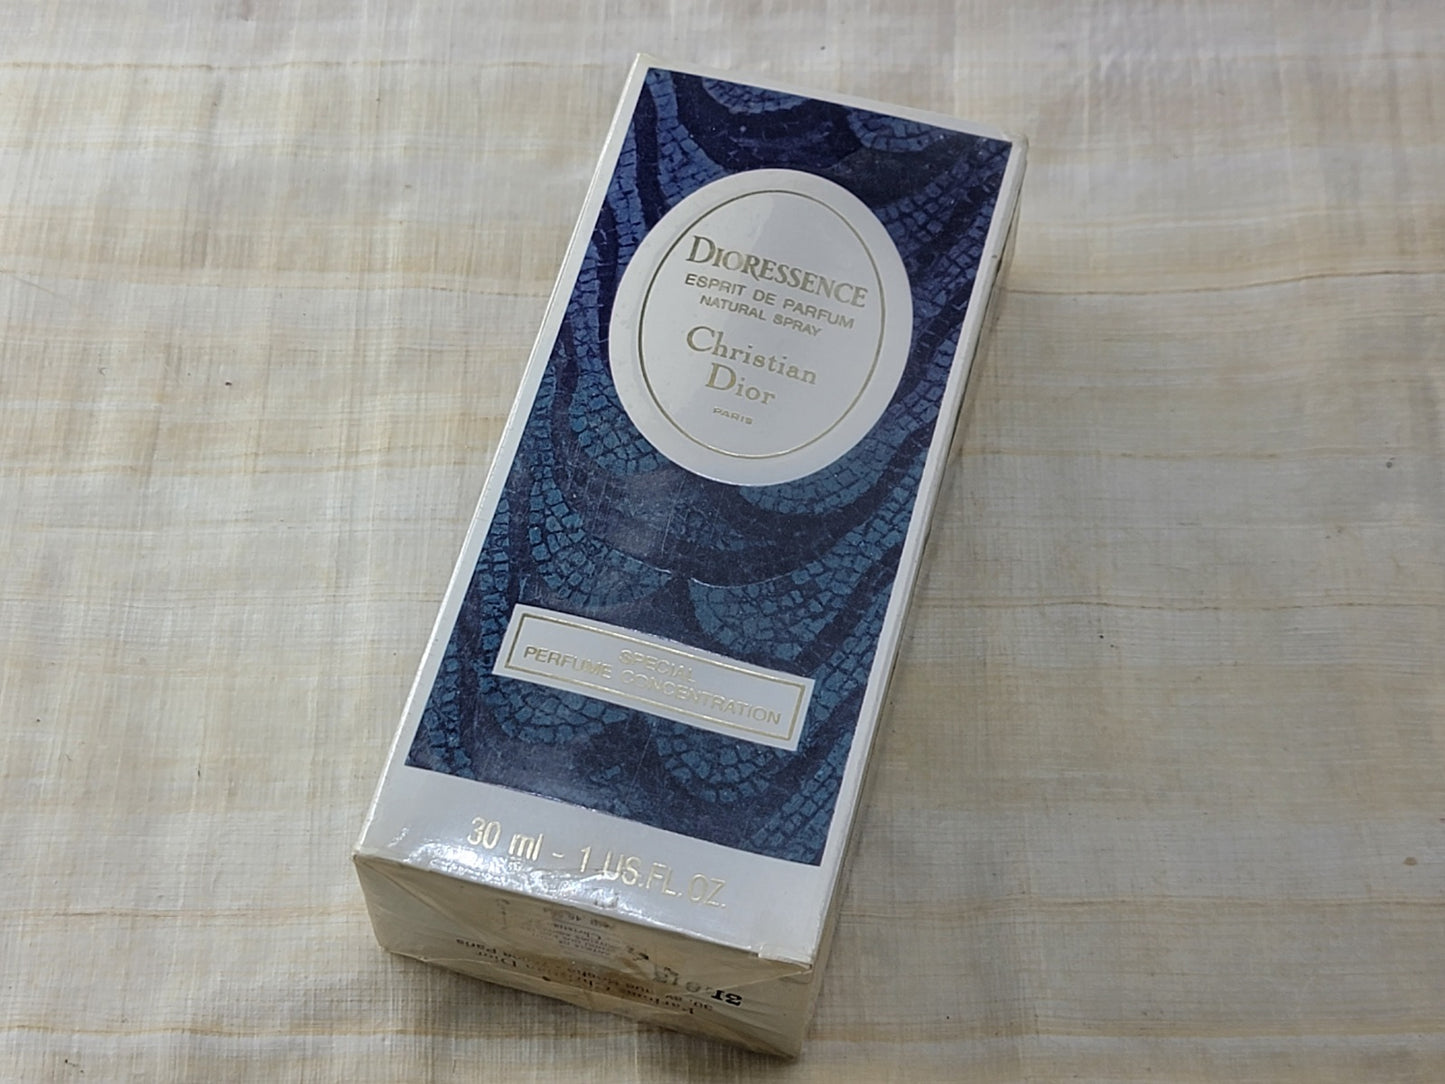 DIORESSENCE
ESPRIT DE PARFUM
NATURAL SPRAY
Christian
Dior
PARIS
SPECIAL
PERFUME CONCENTRATION
30 ml - 1 US.FL.OZ.